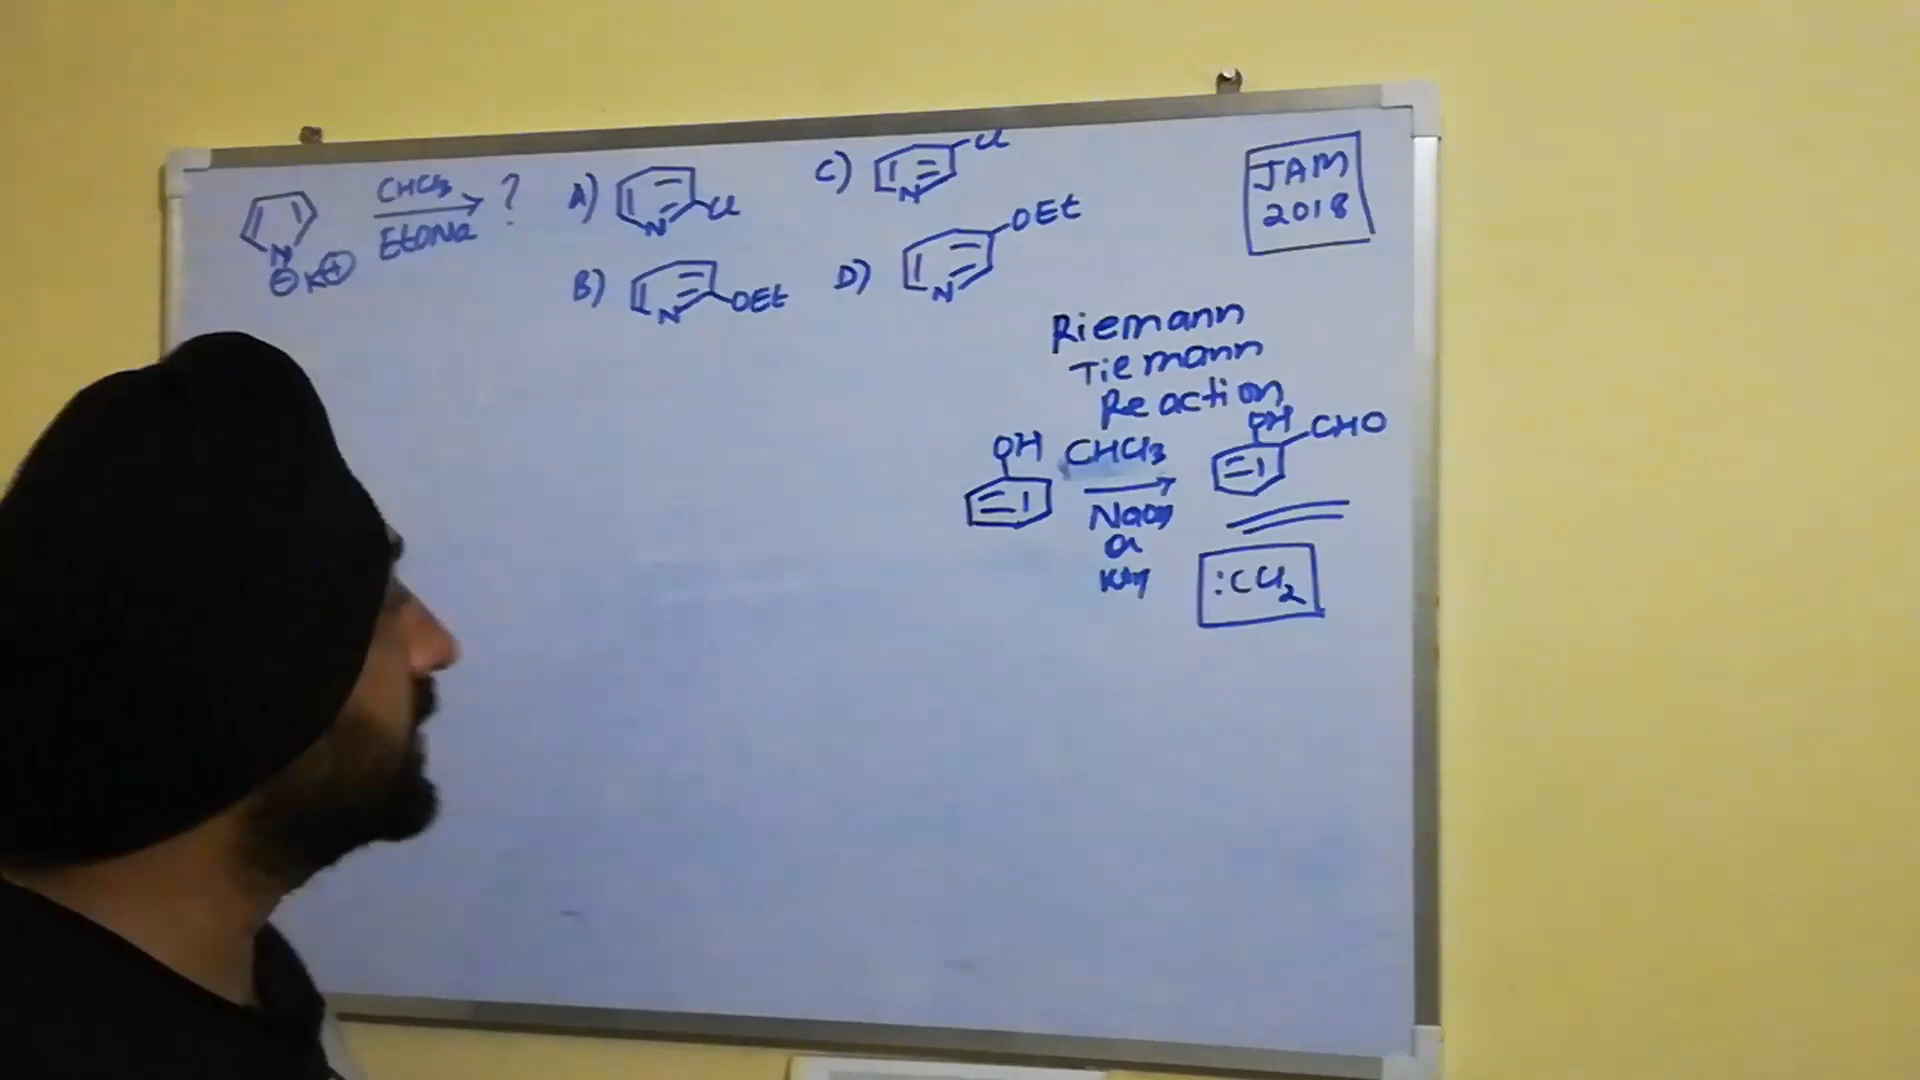 CHCl3
EtONa
?
N
⊖ K⊕
A)
N
Cl
B)
N
OEt
C)
N
Cl
D)
N
OEt
JAM
2018
Riemann
Tiemann
Reaction
OH
CHCl3
OH
CHO
NaOH
or
KOH
:CCl2